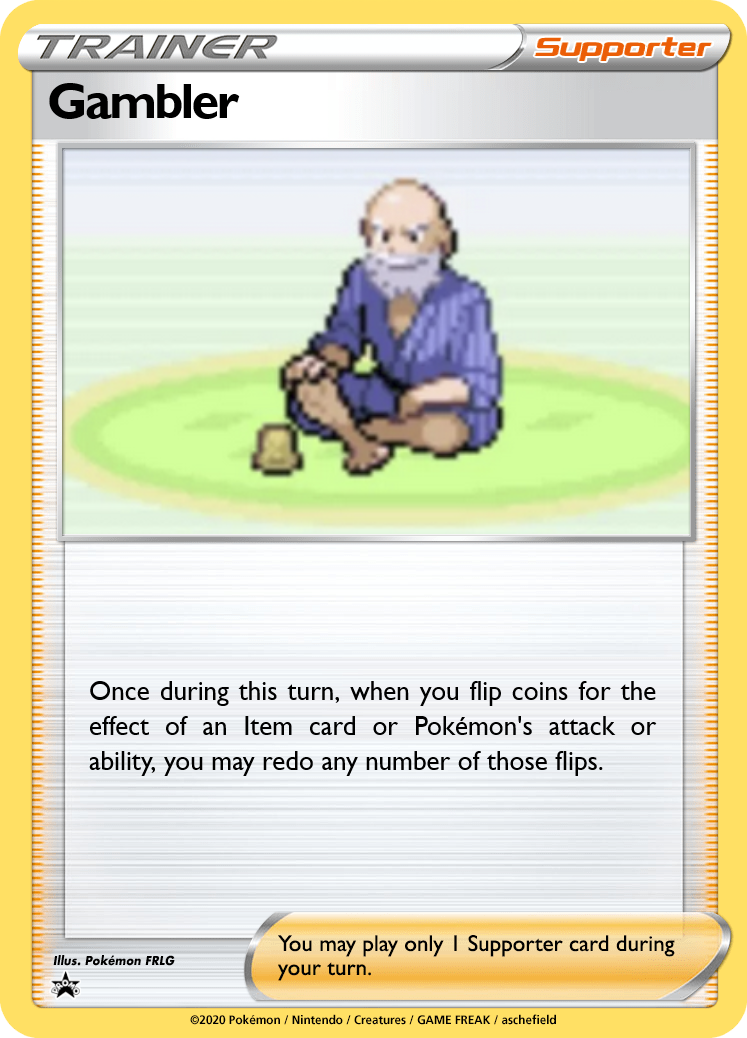 TRAINER
Supporter
Gambler
Once during this turn, when you flip coins for the
effect of an Item card or Pokémon's attack or
ability, you may redo any number of those flips.
You may play only 1 Supporter card during
your turn.
Illus. Pokémon FRLG
PROMO
©2020 Pokémon / Nintendo / Creatures / GAME FREAK / aschefield